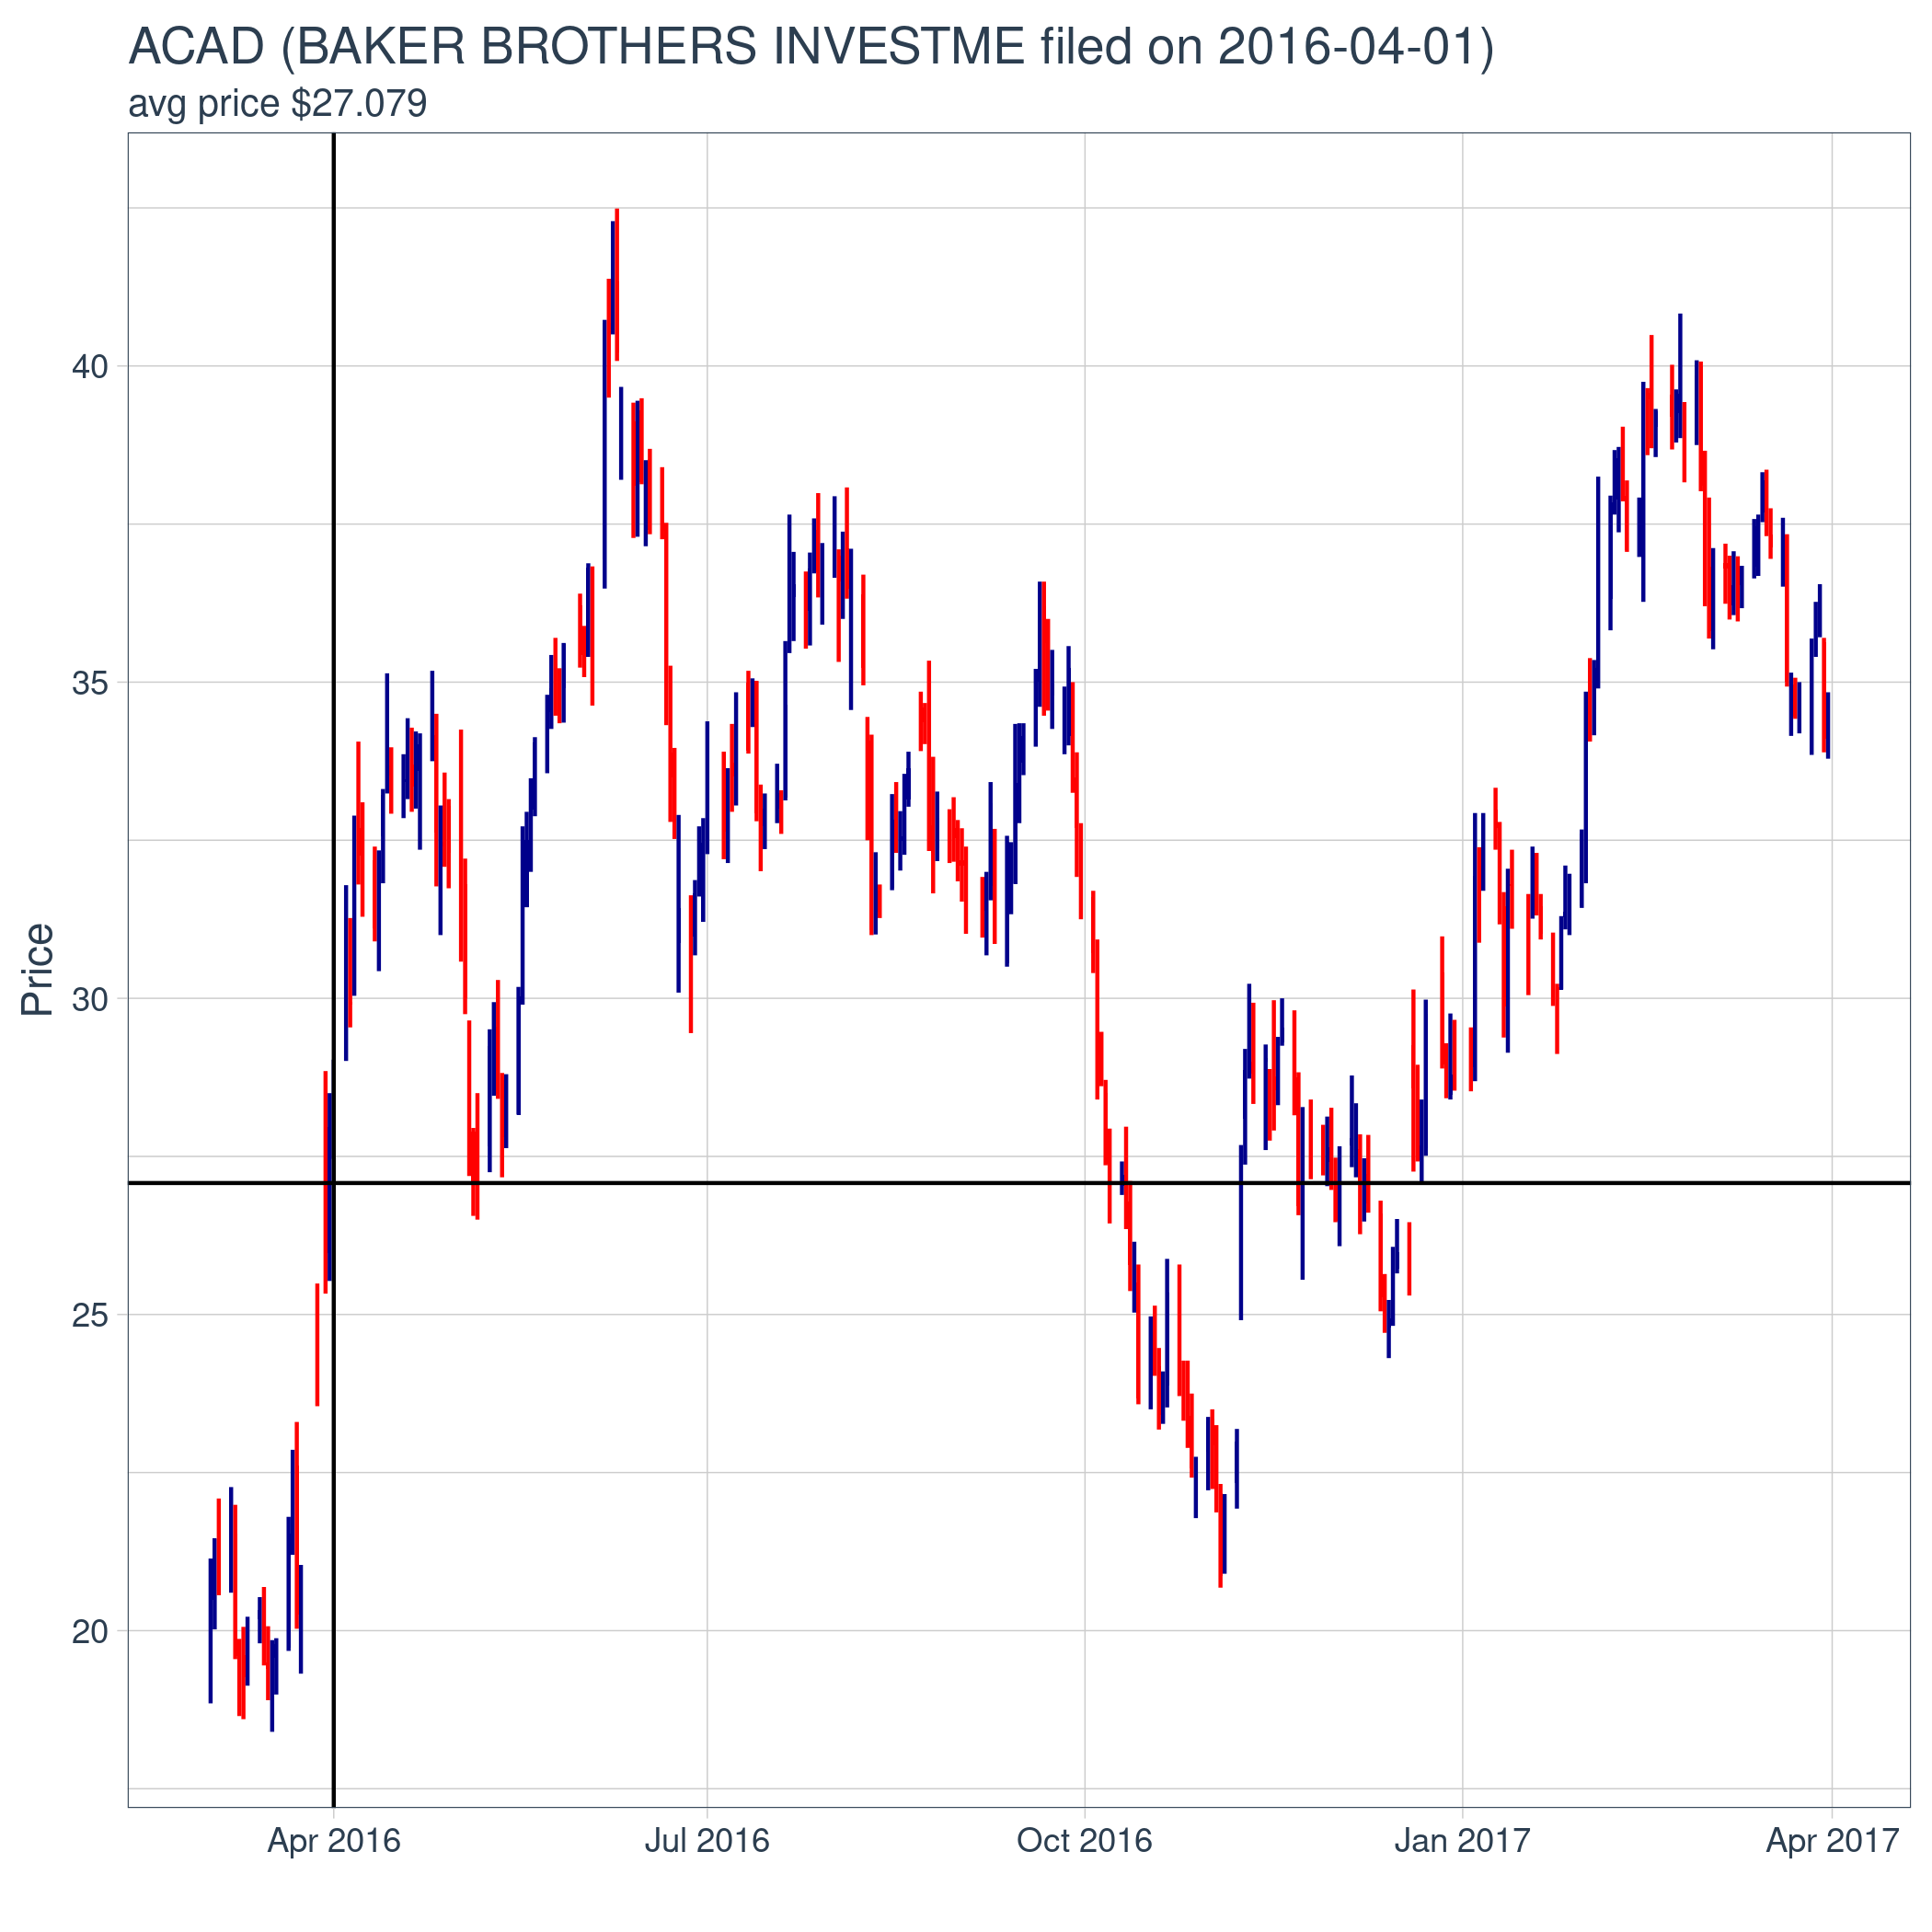 ACAD (BAKER BROTHERS INVESTME filed on 2016-04-01)
avg price $27.079
Price
40
35
30
25
20
Apr 2016
Jul 2016
Oct 2016
Jan 2017
Apr 2017